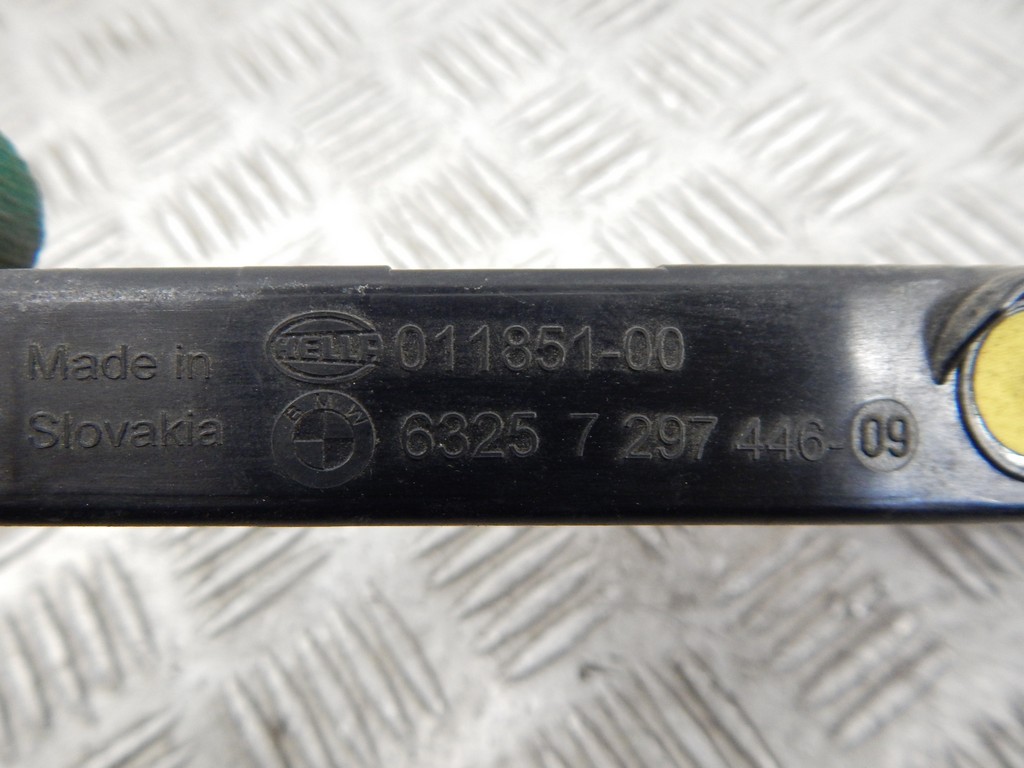 Made in
Slovakia
HELLA 011851-00
BMW 6325 7 297 446-09